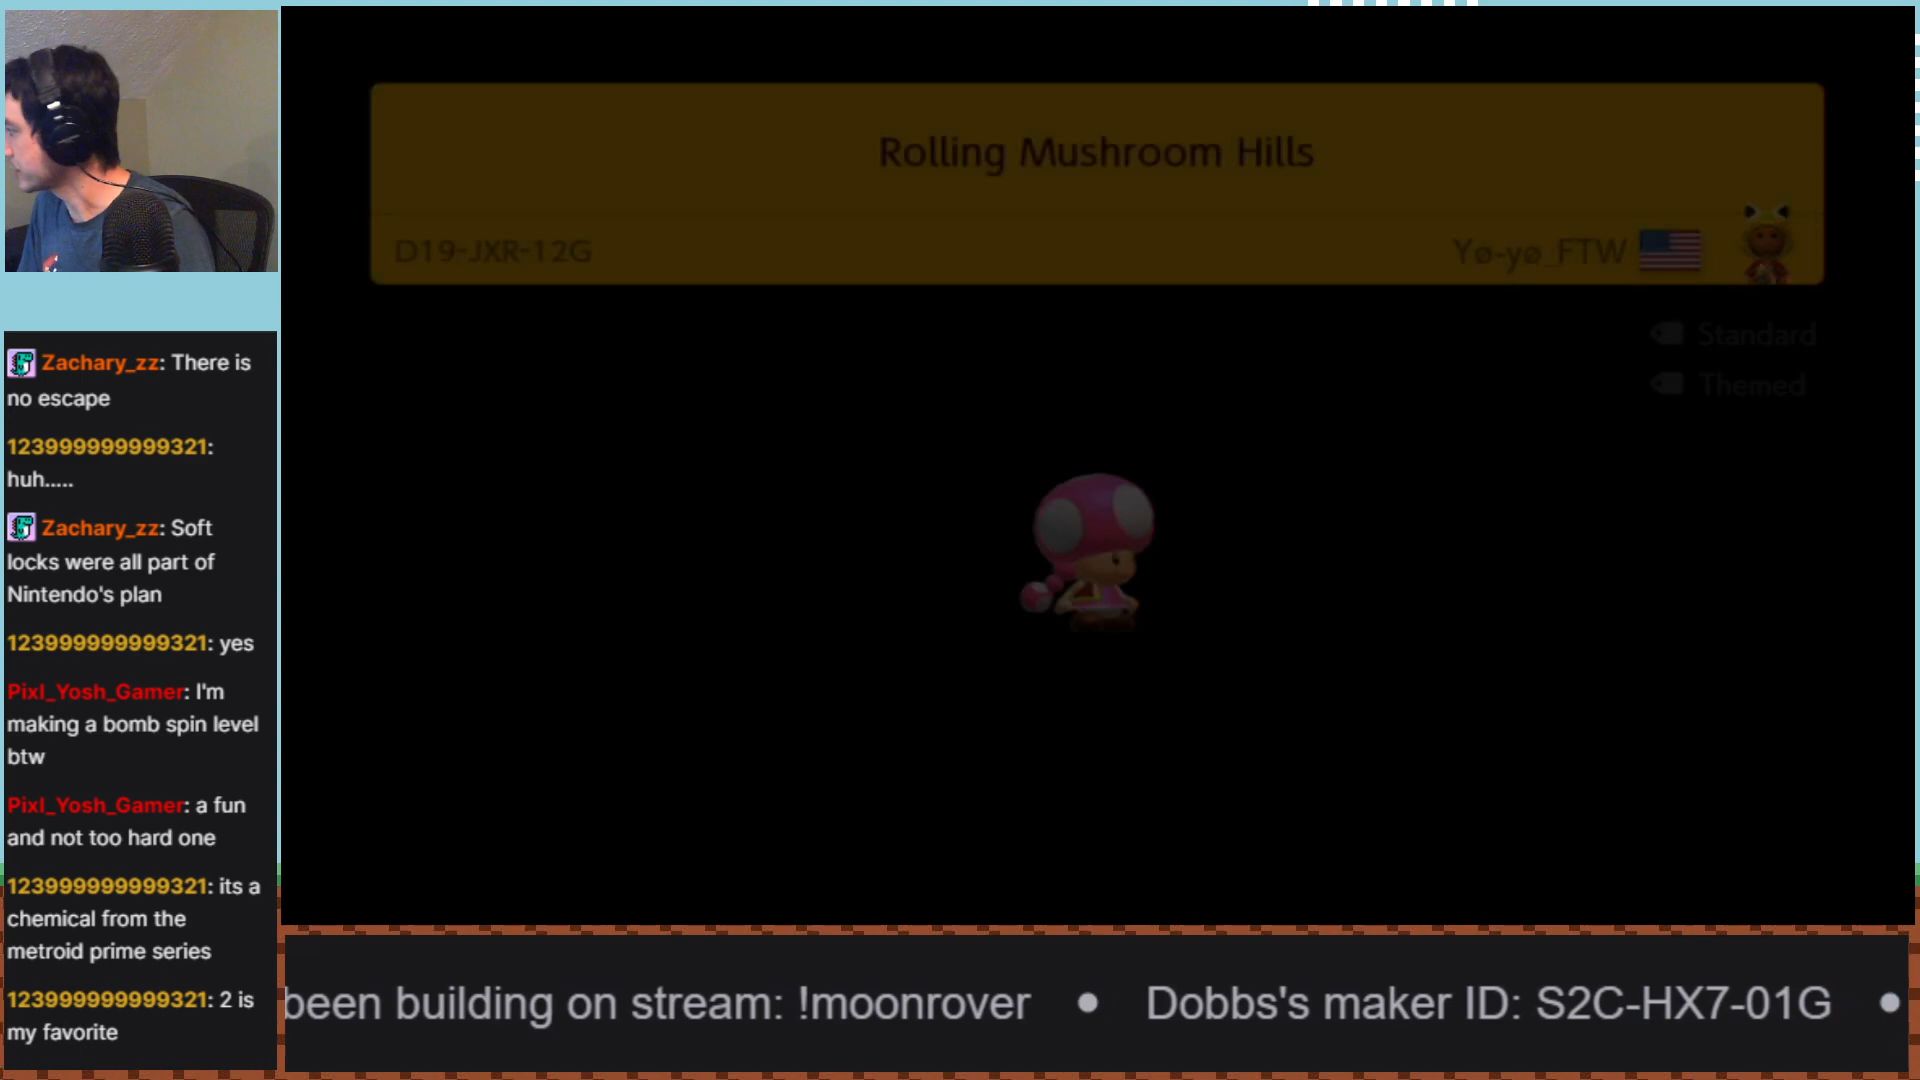 Rolling Mushroom Hills
D19-JXR-12G
Yø-yø_FTW
Standard
Themed
Zachary_zz: There is
no escape
123999999999321:
huh.....
Zachary_zz: Soft
locks were all part of
Nintendo's plan
123999999999321: yes
Pixl_Yosh_Gamer: I'm
making a bomb spin level
btw
Pixl_Yosh_Gamer: a fun
and not too hard one
123999999999321: its a
chemical from the
metroid prime series
123999999999321: 2 is
my favorite
been building on stream: !moonrover • Dobbs's maker ID: S2C-HX7-01G •